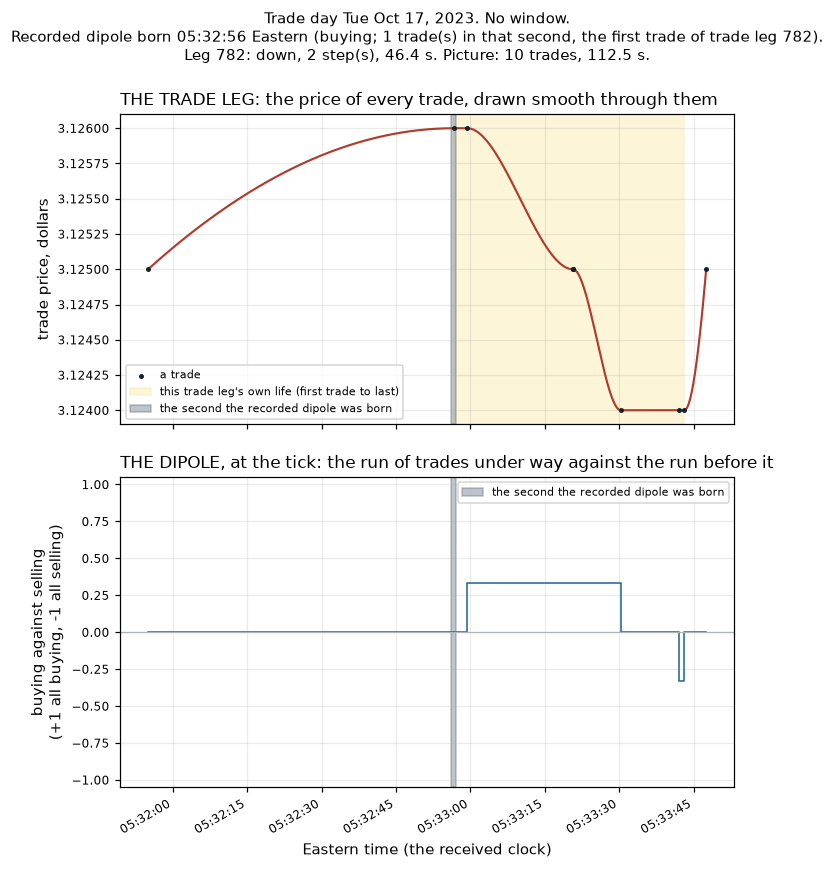 Trade day Tue Oct 17, 2023. No window.
Recorded dipole born 05:32:56 Eastern (buying; 1 trade(s) in that second, the first trade of trade leg 782).
Leg 782: down, 2 step(s), 46.4 s. Picture: 10 trades, 112.5 s.
THE TRADE LEG: the price of every trade, drawn smooth through them
trade price, dollars
3.12600
3.12575
3.12550
3.12525
3.12500
3.12475
3.12450
3.12425
3.12400
a trade
this trade leg's own life (first trade to last)
the second the recorded dipole was born
THE DIPOLE, at the tick: the run of trades under way against the run before it
buying against selling
(+1 all buying, -1 all selling)
1.00
0.75
0.50
0.25
0.00
−0.25
−0.50
−0.75
−1.00
the second the recorded dipole was born
05:32:00
05:32:15
05:32:30
05:32:45
05:33:00
05:33:15
05:33:30
05:33:45
Eastern time (the received clock)